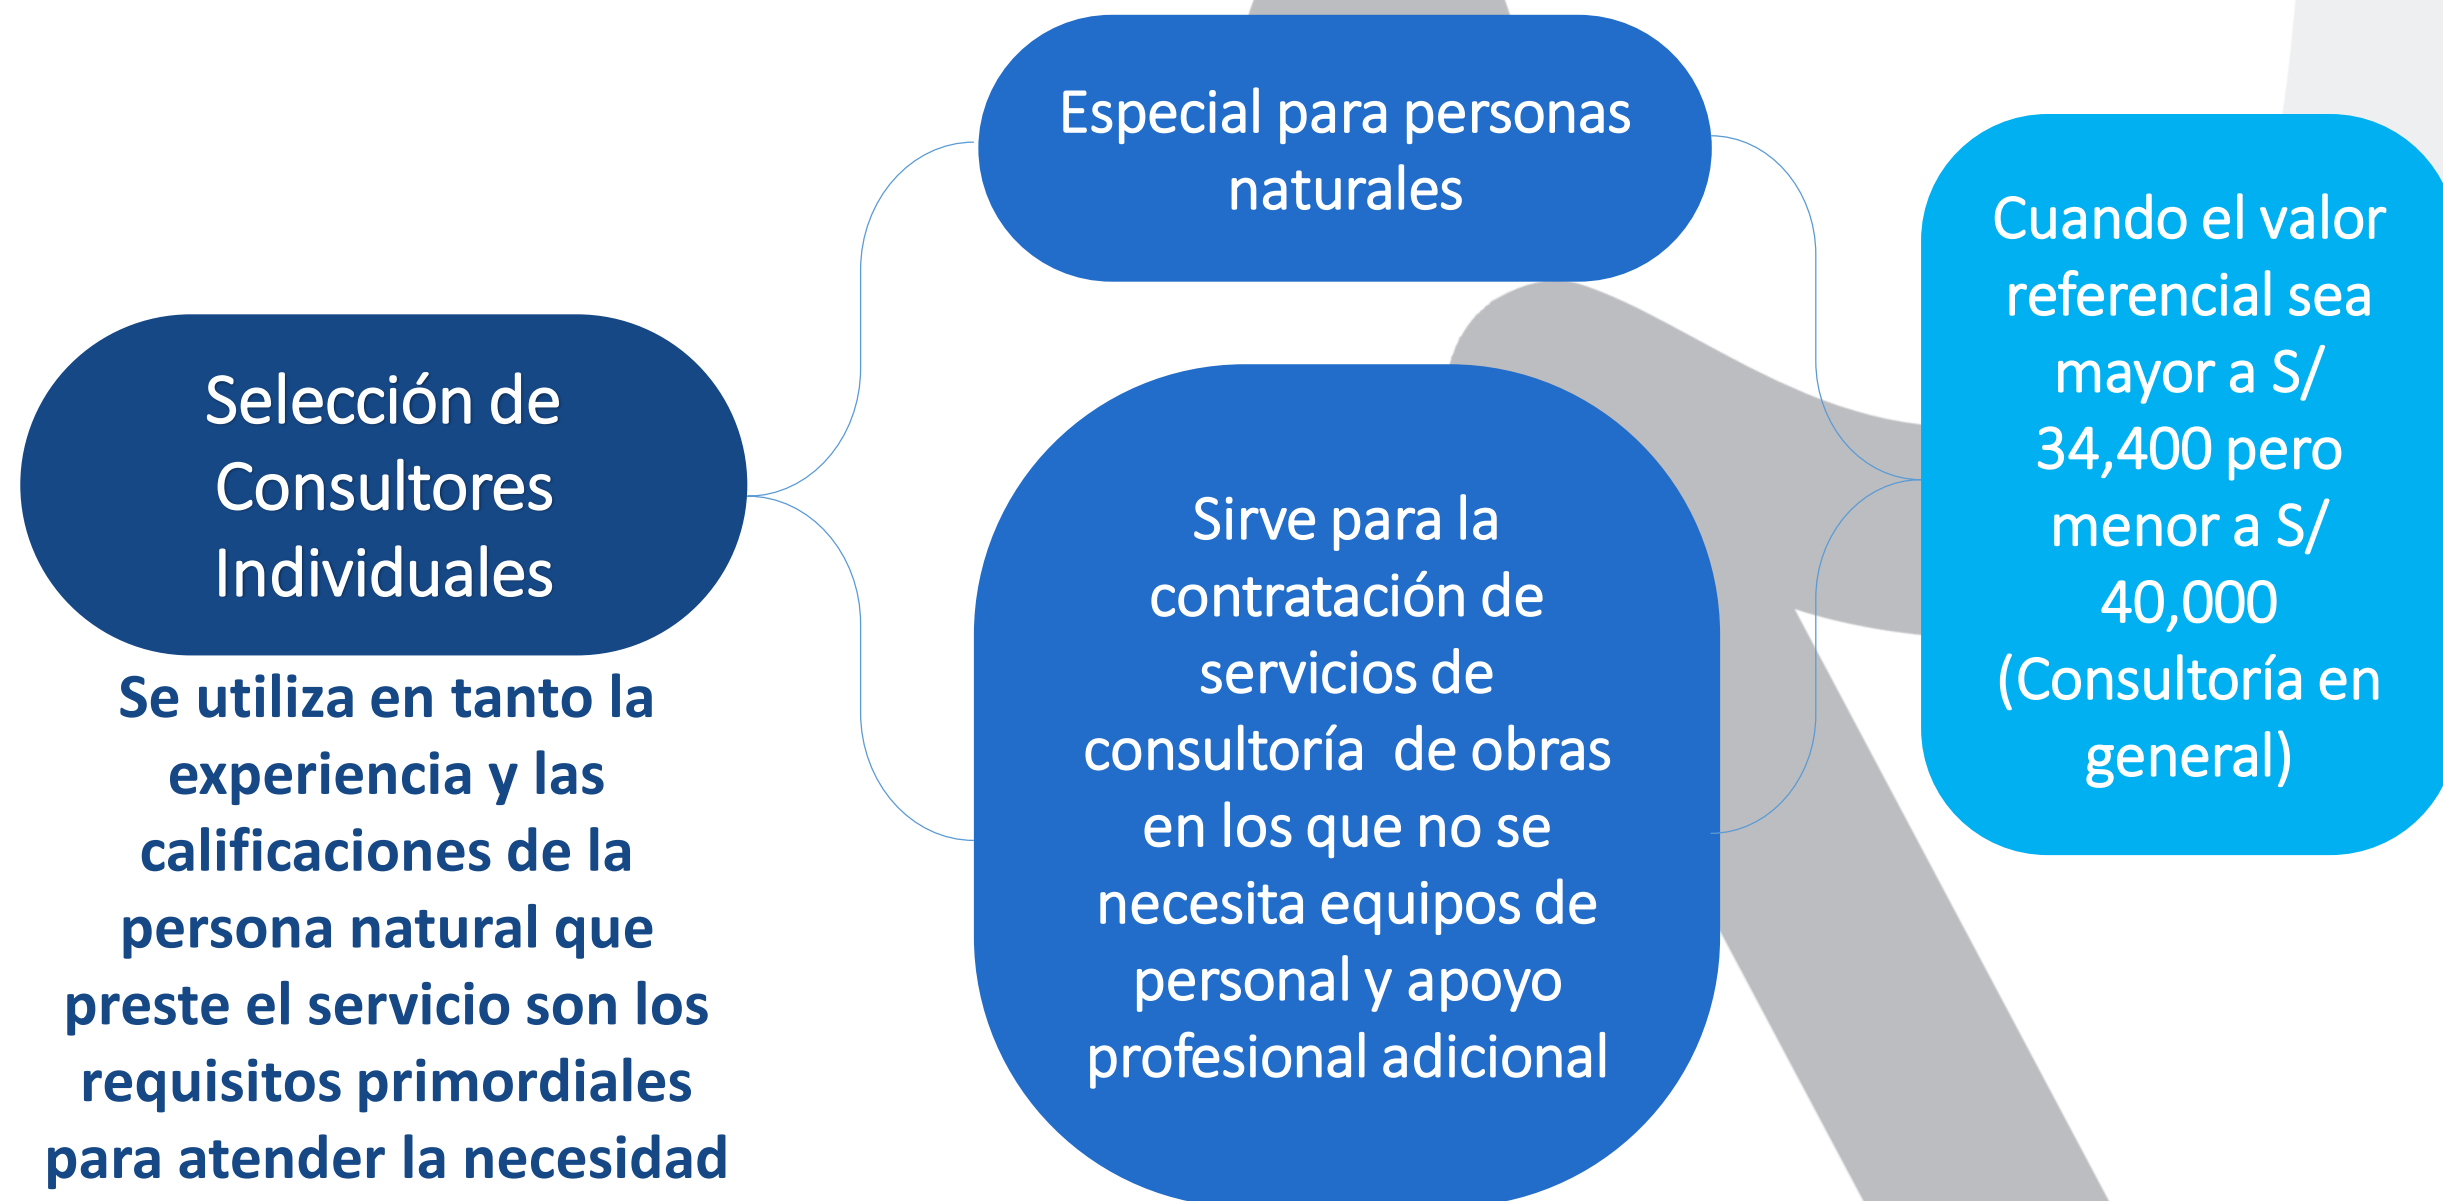 Selección de
Consultores
Individuales
Se utiliza en tanto la
experiencia y las
calificaciones de la
persona natural que
preste el servicio son los
requisitos primordiales
para atender la necesidad
Especial para personas
naturales
Sirve para la
contratación de
servicios de
consultoría  de obras
en los que no se
necesita equipos de
personal y apoyo
profesional adicional
Cuando el valor
referencial sea
mayor a S/
34,400 pero
menor a S/
40,000
(Consultoría en
general)